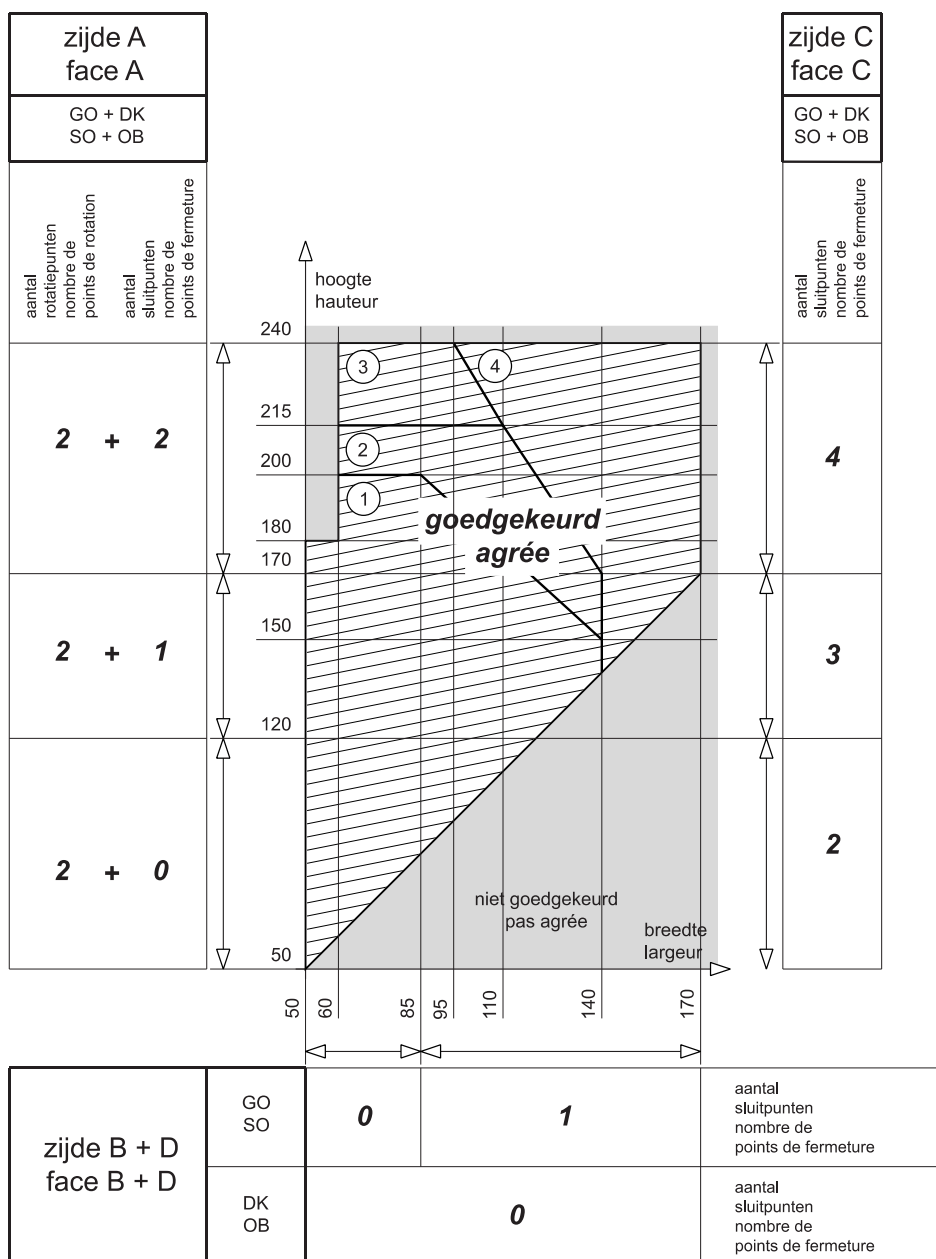 zijde A
face A
GO + DK
SO + OB
aantal
rotatiepunten
nombre de
points de rotation
aantal
sluitpunten
nombre de
points de fermeture
zijde C
face C
GO + DK
SO + OB
aantal
sluitpunten
nombre de
points de fermeture
hoogte
hauteur
240
215
200
180
170
150
120
50
3
4
2
1
goedgekeurd
agrée
niet goedgekeurd
pas agrée
breedte
largeur
2 + 2
2 + 1
2 + 0
4
3
2
50
60
85
95
110
140
170
zijde B + D
face B + D
GO
SO
0
1
aantal
sluitpunten
nombre de
points de fermeture
DK
OB
0
aantal
sluitpunten
nombre de
points de fermeture